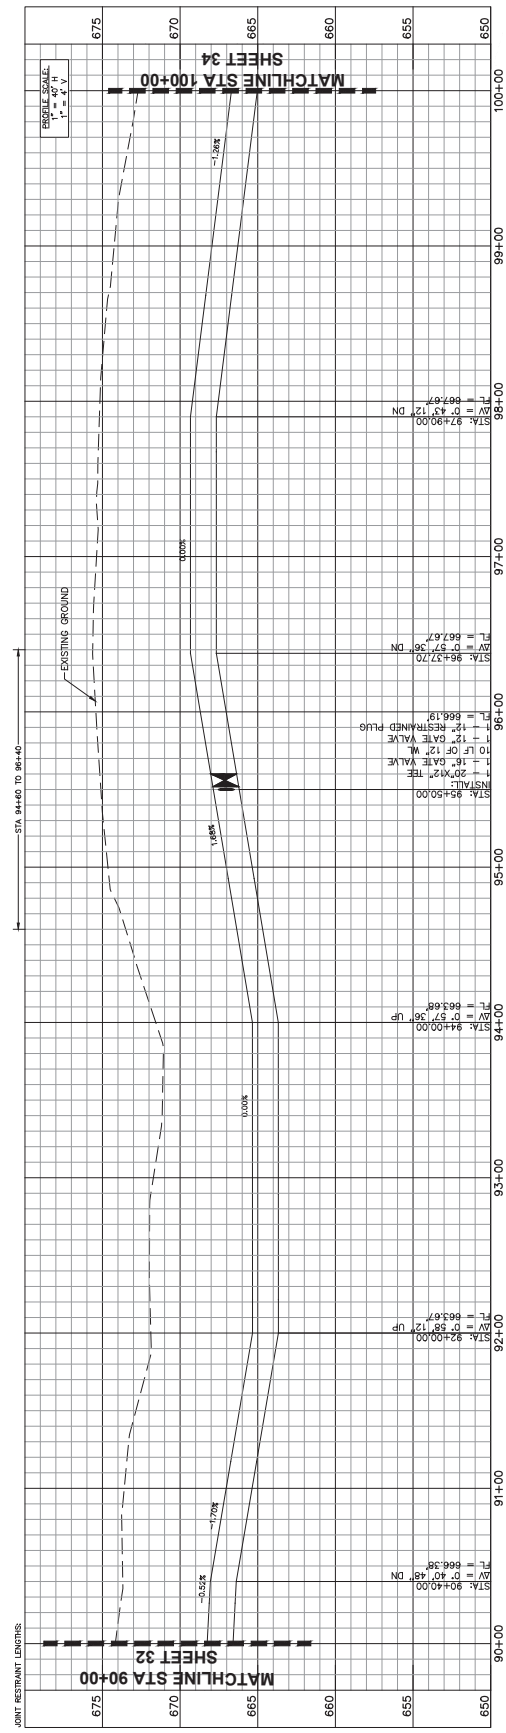 JOINT RESTRAINT LENGTHS:
STA 94+60 TO 96+40
PROFILE SCALE:
1" = 40' H
1" = 4' V
675
670
665
660
655
650
675
670
665
660
655
650
MATCHLINE STA 90+00
SHEET 32
MATCHLINE STA 100+00
SHEET 34
EXISTING GROUND
-0.52%
-1.70%
0.00%
1.68%
0.00%
-1.26%
STA: 90+40.00
ΔV = 0° 40' 48" DN
FL = 666.38'
STA: 92+00.00
ΔV = 0° 58' 12" UP
FL = 663.67'
STA: 94+00.00
ΔV = 0° 57' 36" UP
FL = 663.68'
STA: 95+50.00
INSTALL:
1 - 20"X12" TEE
1 - 16" GATE VALVE
10 LF OF 12" WL
1 - 12" GATE VALVE
1 - 12" RESTRAINED PLUG
FL = 666.19'
STA: 96+37.70
ΔV = 0° 57' 36" DN
FL = 667.67'
STA: 97+90.00
ΔV = 0° 43' 12" DN
FL = 667.67'
90+00
91+00
92+00
93+00
94+00
95+00
96+00
97+00
98+00
99+00
100+00